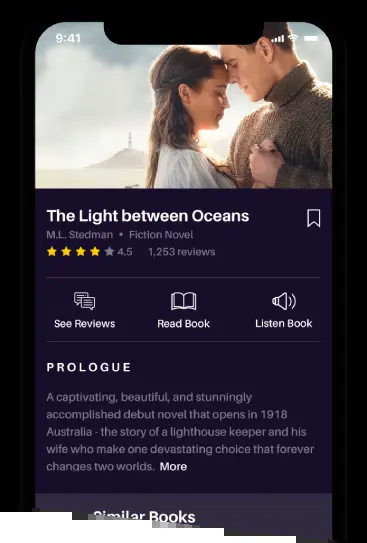 9:41
The Light between Oceans
M.L. Stedman • Fiction Novel
4.5 1,253 reviews
See Reviews Read Book Listen Book
PROLOGUE
A captivating, beautiful, and stunningly
accomplished debut novel that opens in 1918
Australia - the story of a lighthouse keeper and his
wife who make one devastating choice that forever
changes two worlds. More
Similar Books